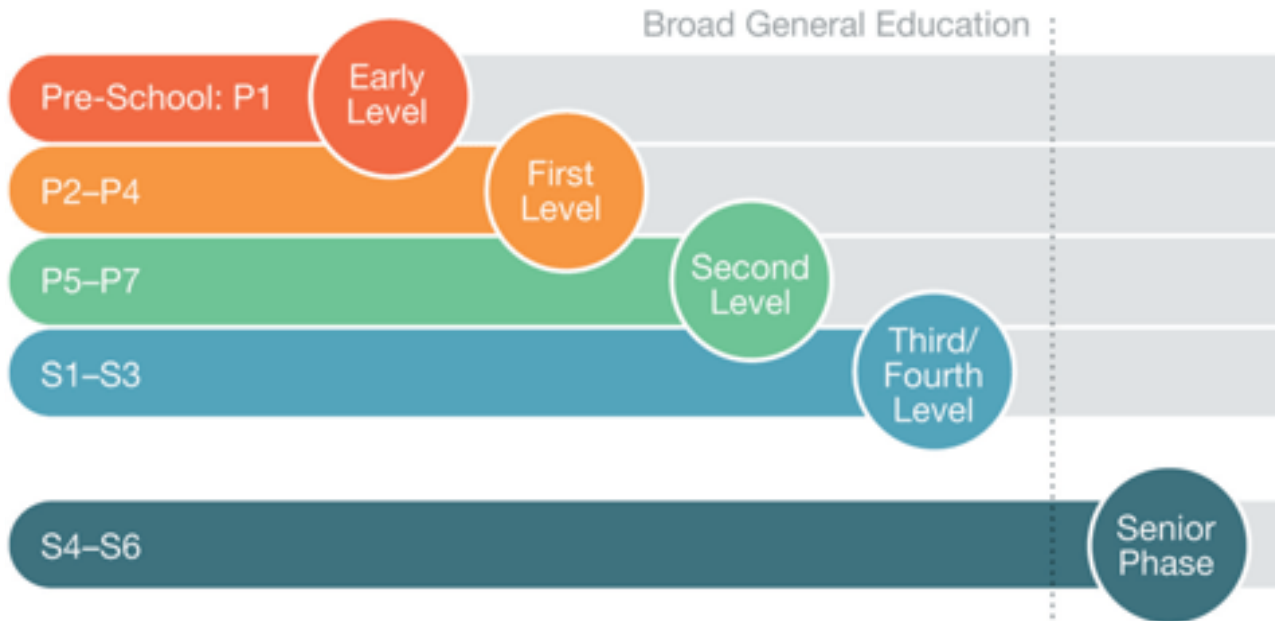 Broad General Education
Pre-School: P1
Early
Level
P2–P4
First
Level
P5–P7
Second
Level
S1–S3
Third/
Fourth
Level
S4–S6
Senior
Phase